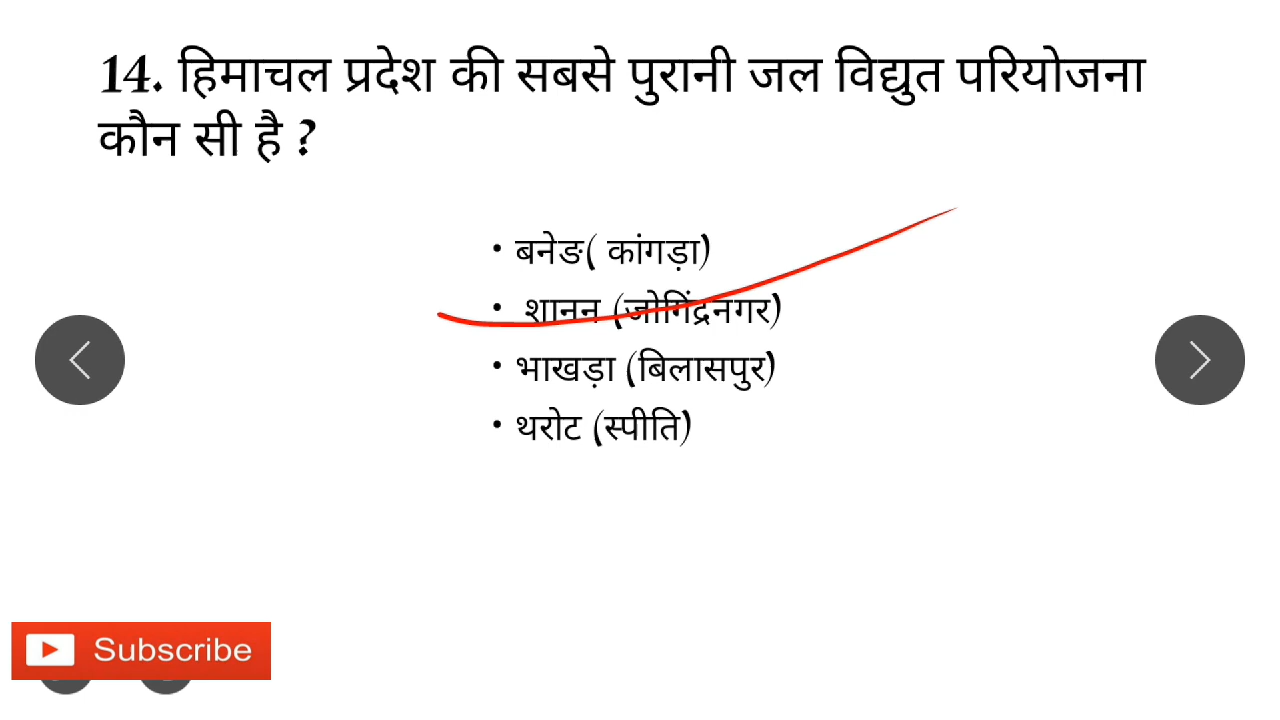 14. हिमाचल प्रदेश की सबसे पुरानी जल विद्युत परियोजना
कौन सी है ?
• बनेङ( कांगड़ा)
• शानन (जोगिंद्रनगर)
• भाखड़ा (बिलासपुर)
• थरोट (स्पीति)
Subscribe